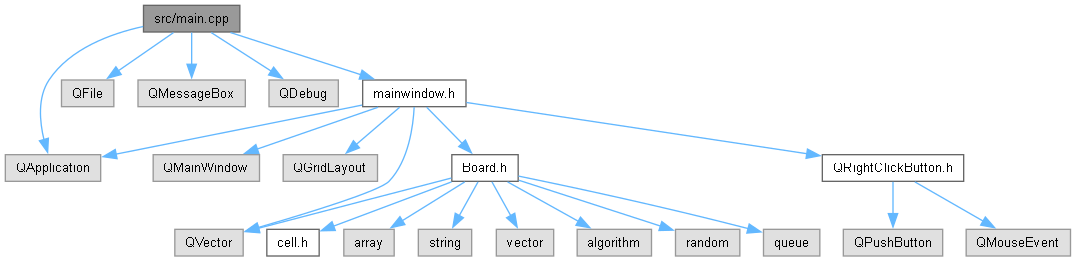 src/main.cpp
QFile
QMessageBox
QDebug
mainwindow.h
QApplication
QMainWindow
QGridLayout
Board.h
QRightClickButton.h
QVector
cell.h
array
string
vector
algorithm
random
queue
QPushButton
QMouseEvent